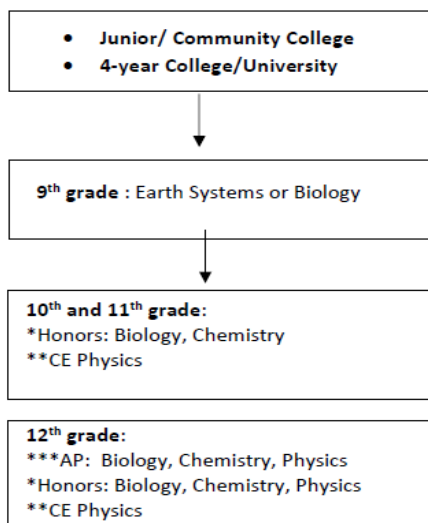 • Junior/ Community College
• 4-year College/University
9th grade : Earth Systems or Biology
10th and 11th grade:
*Honors: Biology, Chemistry
**CE Physics
12th grade:
***AP:  Biology, Chemistry, Physics
*Honors: Biology, Chemistry, Physics
**CE Physics